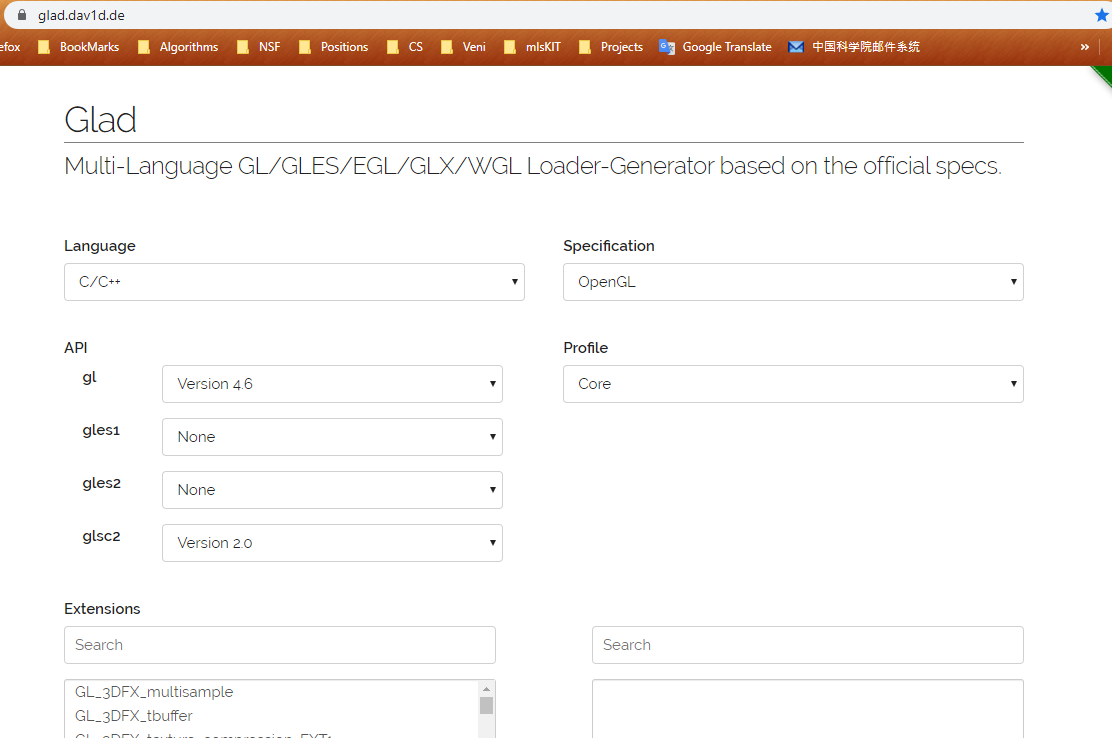 glad.dav1d.de
efox BookMarks Algorithms NSF Positions CS Veni mlsKIT Projects Google Translate 中国科学院邮件系统 »
Glad
Multi-Language GL/GLES/EGL/GLX/WGL Loader-Generator based on the official specs.
Language Specification
C/C++ OpenGL
API Profile
gl Version 4.6 Core
gles1 None
gles2 None
glsc2 Version 2.0
Extensions
Search Search
GL_3DFX_multisample
GL_3DFX_tbuffer